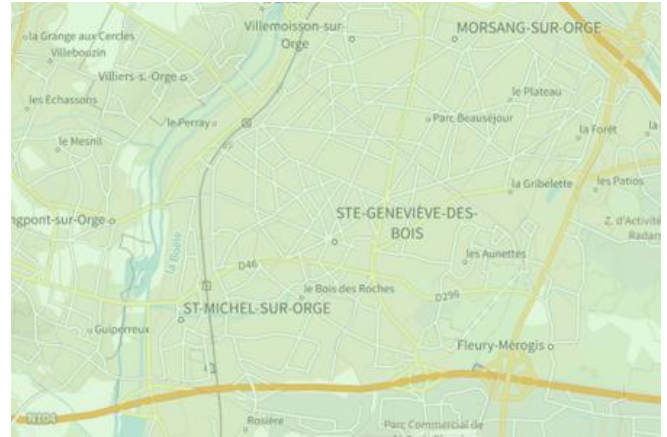 Villemoisson-sur-
Orge
MORSANG-SUR-ORGE
la Grange aux Cercles
Villebouzin
Villiers-s.-Orge
les Échassons
le Plateau
le Perray
Parc Beauséjour
la Forêt
la
le Mesnil
la Gribelette
les Patios
ngpont-sur-Orge
STE-GENEVIÈVE-DES-
BOIS
Z. d'Activité
Radars
la Boële
D46
les Aunettes
le Bois des Roches
D296
ST-MICHEL-SUR-ORGE
Guiperreux
Fleury-Mérogis
N104
Rosière
Parc Commercial de